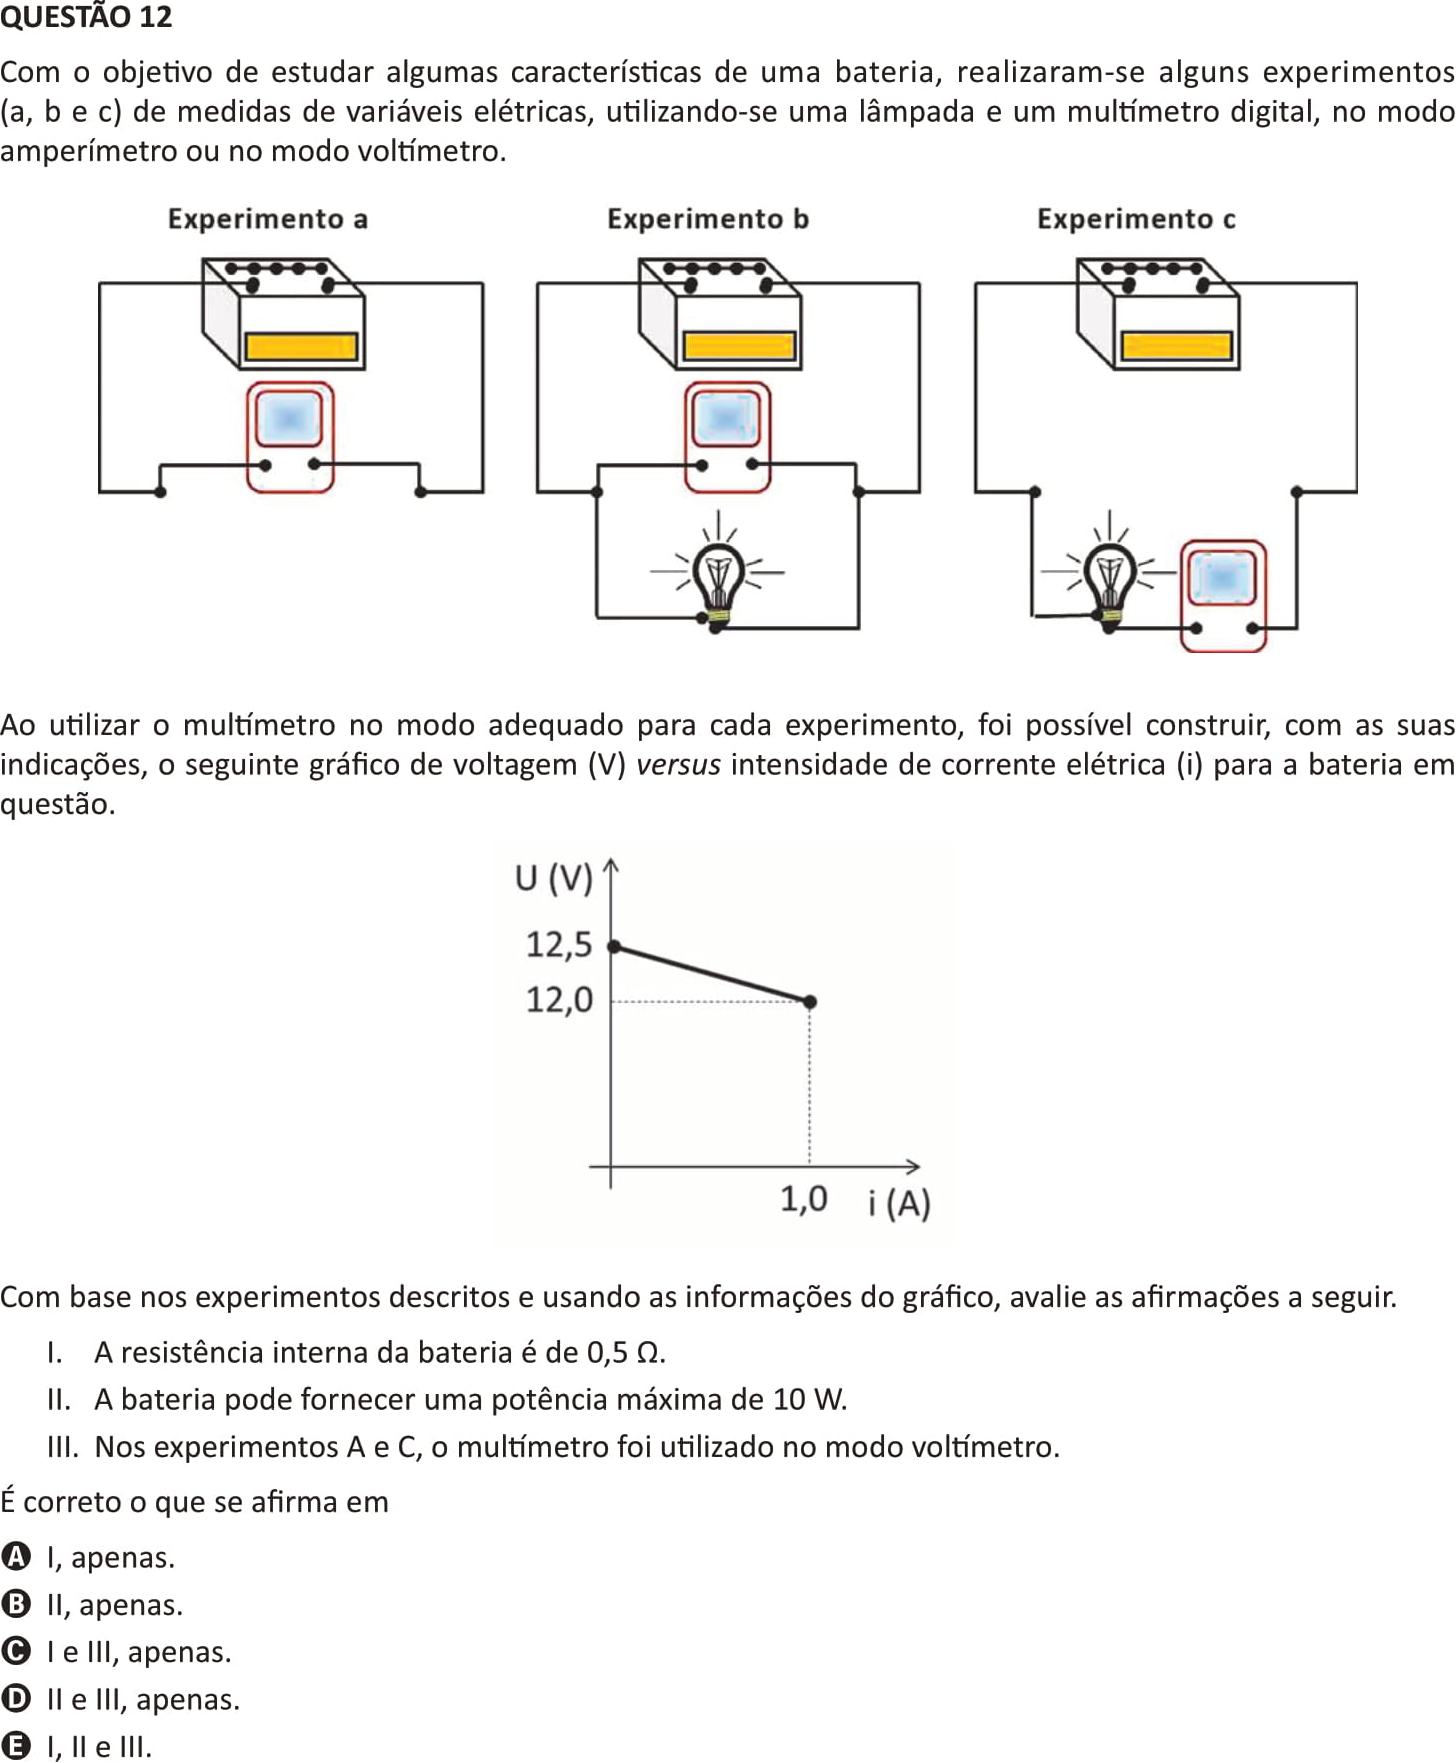 QUESTÃO 12
Com o objetivo de estudar algumas características de uma bateria, realizaram-se alguns experimentos
(a, b e c) de medidas de variáveis elétricas, utilizando-se uma lâmpada e um multímetro digital, no modo
amperímetro ou no modo voltímetro.
Experimento a
Experimento b
Experimento c
Ao utilizar o multímetro no modo adequado para cada experimento, foi possível construir, com as suas
indicações, o seguinte gráfico de voltagem (V) versus intensidade de corrente elétrica (i) para a bateria em
questão.
U (V)
12,5
12,0
1,0 i (A)
Com base nos experimentos descritos e usando as informações do gráfico, avalie as afirmações a seguir.
I. A resistência interna da bateria é de 0,5 Ω.
II. A bateria pode fornecer uma potência máxima de 10 W.
III. Nos experimentos A e C, o multímetro foi utilizado no modo voltímetro.
É correto o que se afirma em
A I, apenas.
B II, apenas.
C I e III, apenas.
D II e III, apenas.
E I, II e III.